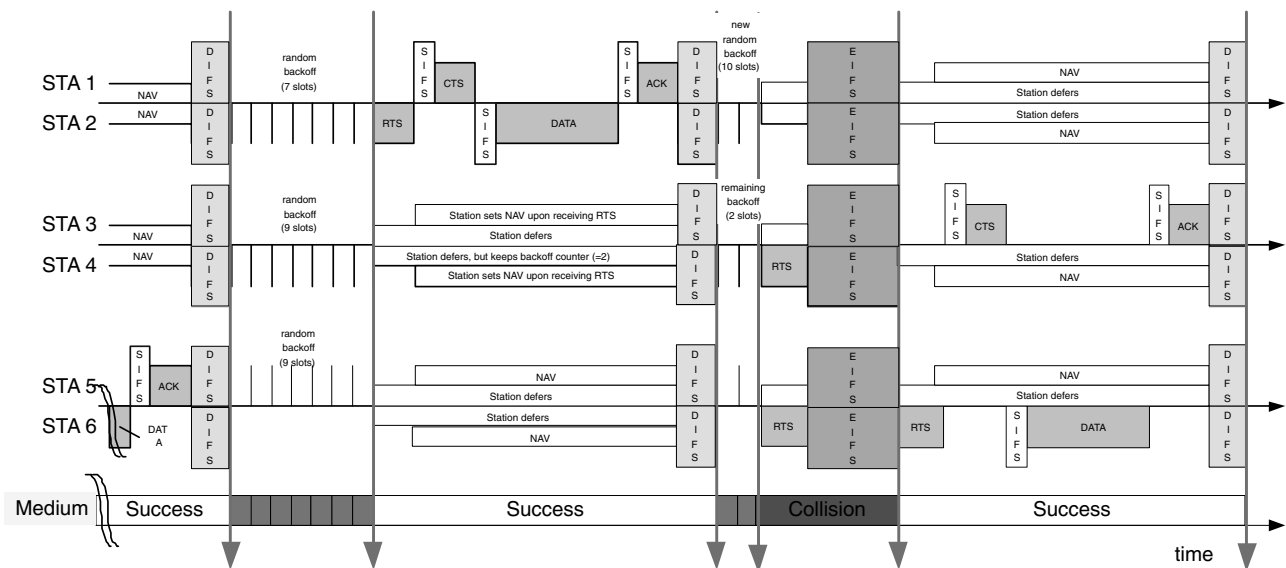 new
random
backoff
(10 slots)
random
backoff
(7 slots)
D
I
F
S
S
I
F
S
CTS
S
I
F
S
ACK
D
I
F
S
E
I
F
S
NAV
D
I
F
S
STA 1
NAV
Station defers
STA 2
NAV
D
I
F
S
RTS
S
I
F
S
DATA
D
I
F
S
E
I
F
S
Station defers
NAV
D
I
F
S
random
backoff
(9 slots)
remaining
backoff
(2 slots)
STA 3
NAV
D
I
F
S
Station sets NAV upon receiving RTS
Station defers
D
I
F
S
E
I
F
S
S
I
F
S
CTS
S
I
F
S
ACK
D
I
F
S
STA 4
NAV
D
I
F
S
Station defers, but keeps backoff counter (=2)
Station sets NAV upon receiving RTS
D
I
F
S
RTS
E
I
F
S
Station defers
NAV
D
I
F
S
random
backoff
(9 slots)
STA 5
S
I
F
S
ACK
D
I
F
S
NAV
Station defers
D
I
F
S
E
I
F
S
NAV
Station defers
D
I
F
S
STA 6
DAT
A
D
I
F
S
Station defers
NAV
D
I
F
S
RTS
E
I
F
S
RTS
S
I
F
S
DATA
D
I
F
S
Medium
Success
Success
Collision
Success
time